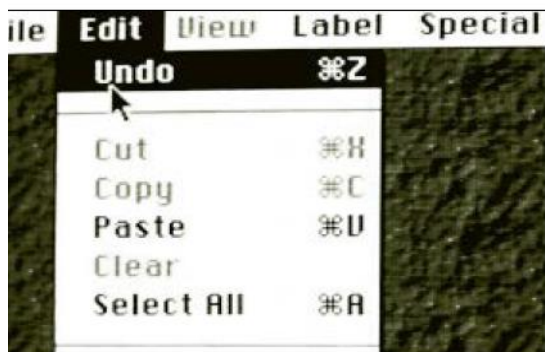 ile Edit View Label Special
Undo ⌘Z
Cut ⌘X
Copy ⌘C
Paste ⌘V
Clear
Select All ⌘A